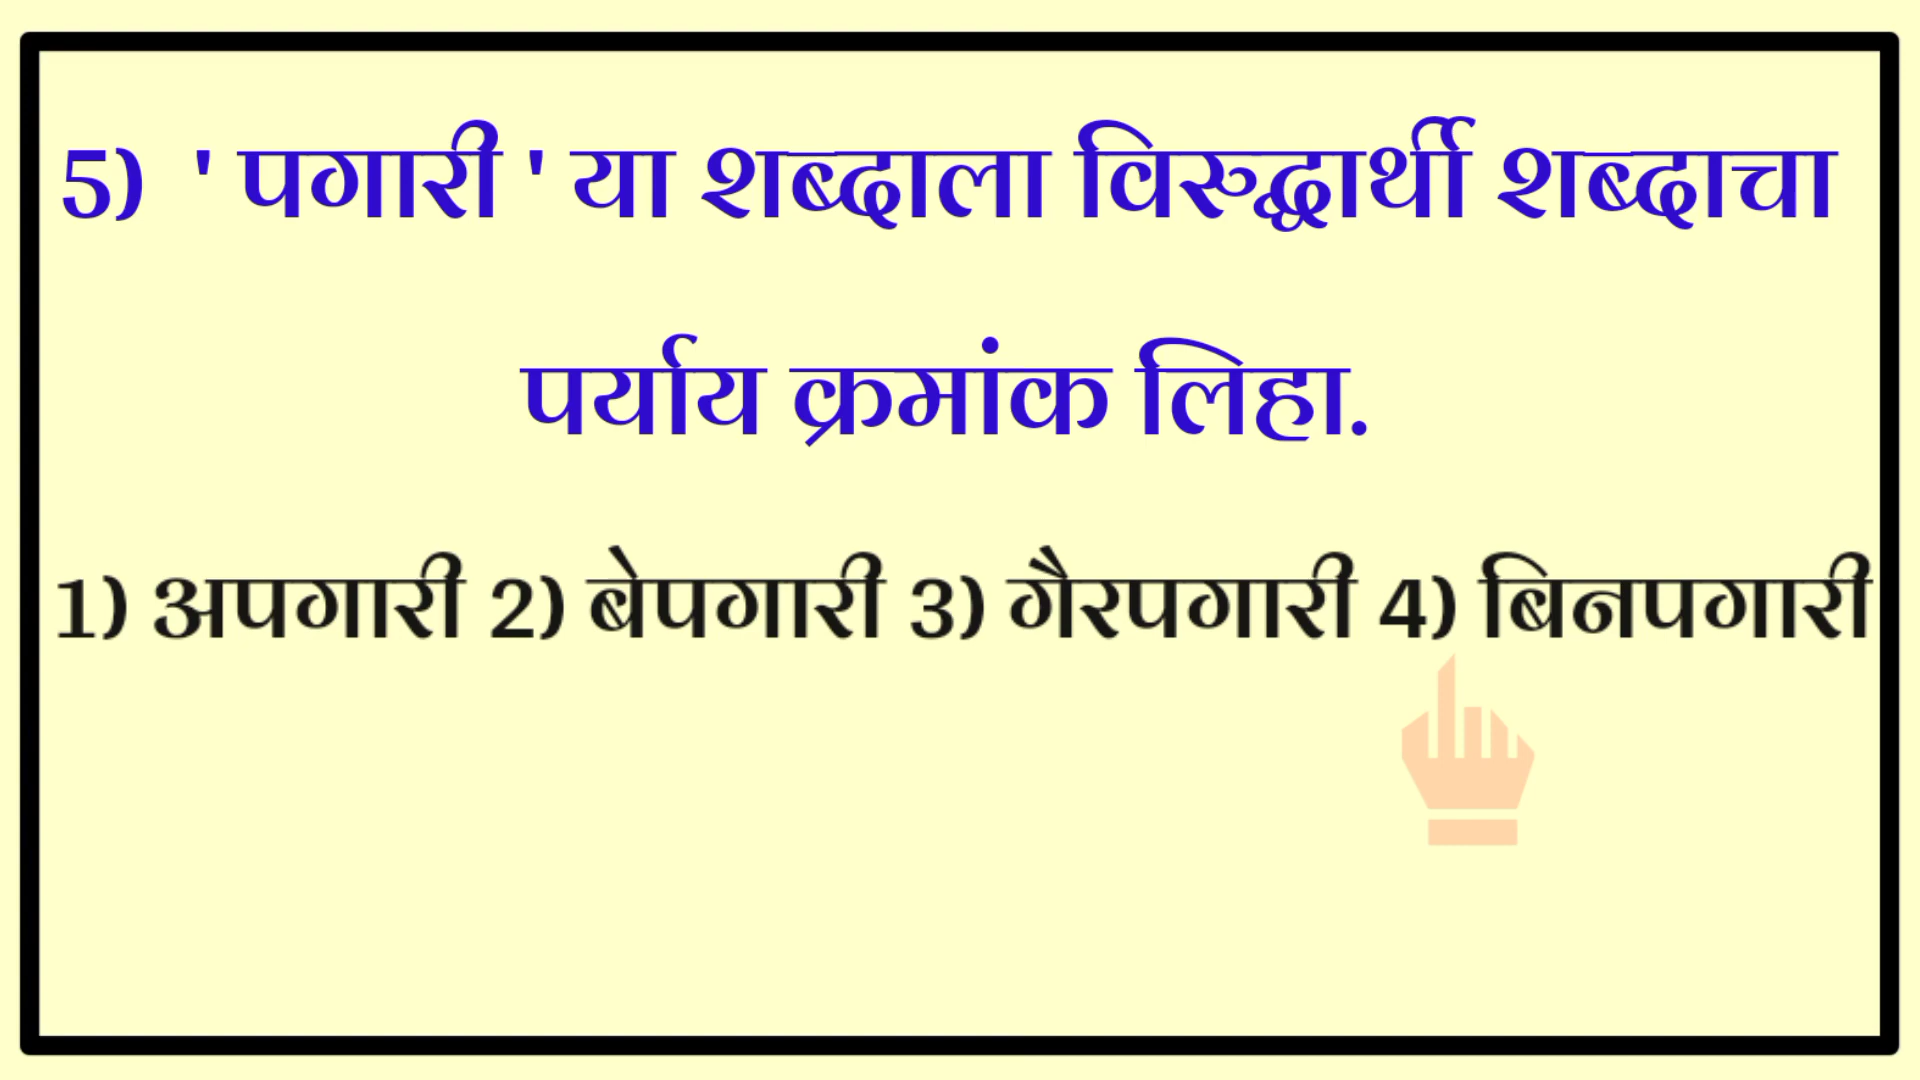 5) ' पगारी ' या शब्दाला विरुद्धार्थी शब्दाचा
पर्याय क्रमांक लिहा.
1) अपगारी 2) बेपगारी 3) गैरपगारी 4) बिनपगारी